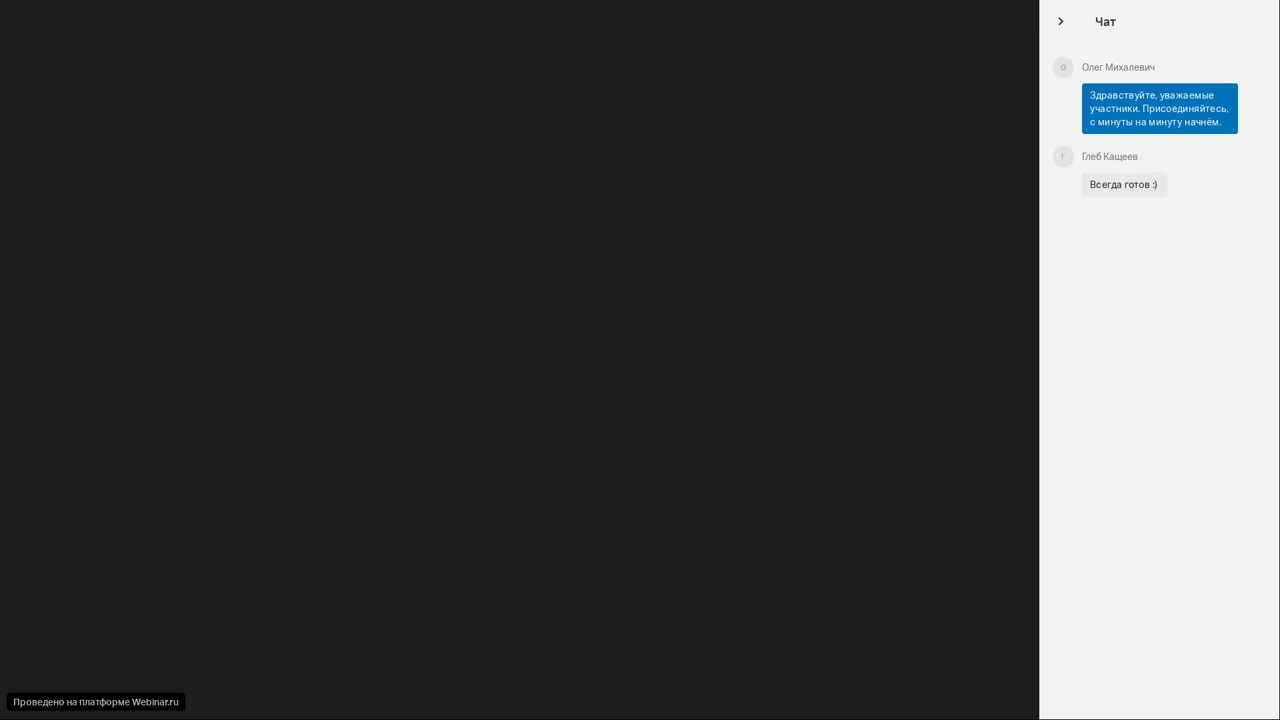 Чат
О
Олег Михалевич
Здравствуйте, уважаемые
участники. Присоединяйтесь,
с минуты на минуту начнём.
Г
Глеб Кащеев
Всегда готов :)
Проведено на платформе Webinar.ru